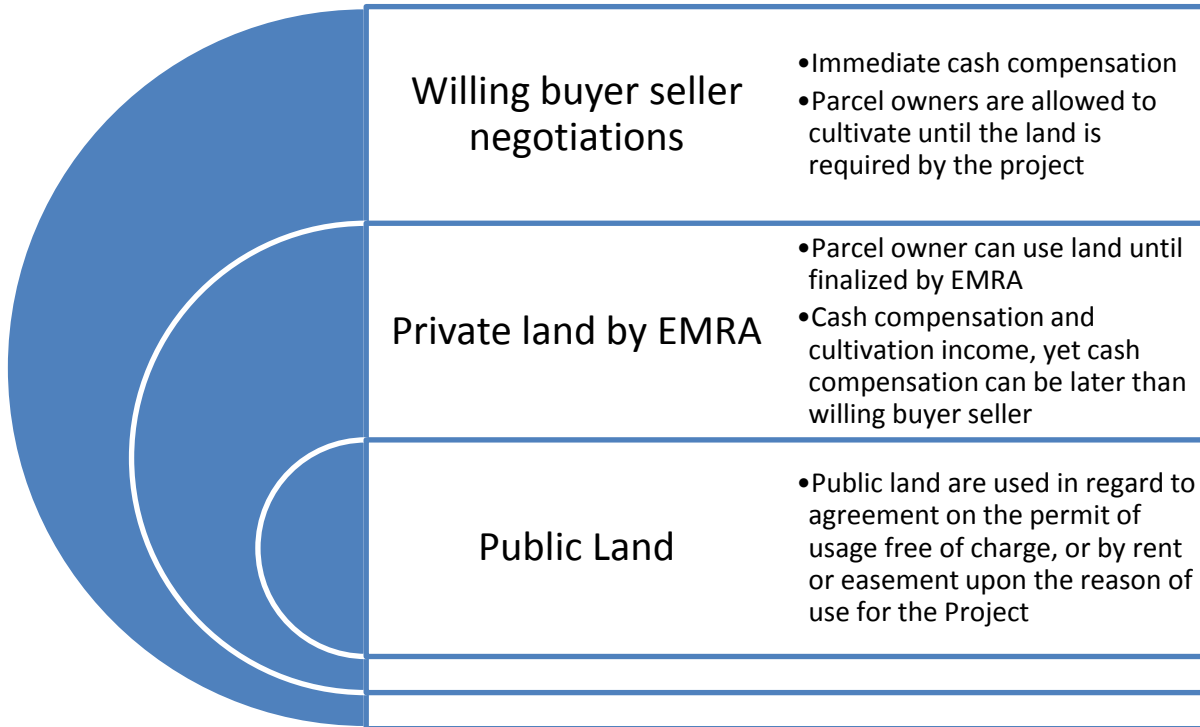 Willing buyer seller
negotiations
•Immediate cash compensation
•Parcel owners are allowed to
cultivate until the land is
required by the project
Private land by EMRA
•Parcel owner can use land until
finalized by EMRA
•Cash compensation and
cultivation income, yet cash
compensation can be later than
willing buyer seller
Public Land
•Public land are used in regard to
agreement on the permit of
usage free of charge, or by rent
or easement upon the reason of
use for the Project